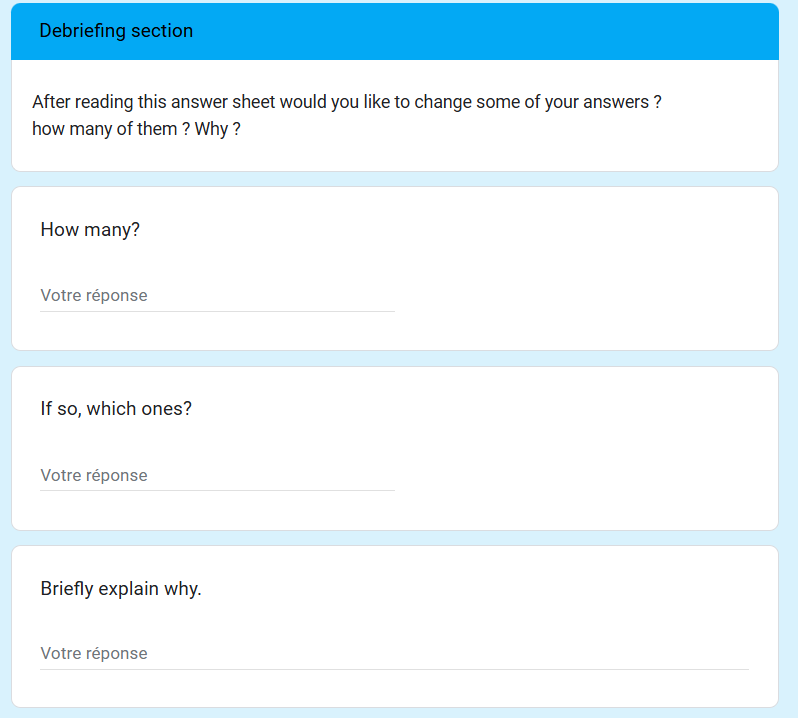 Debriefing section
After reading this answer sheet would you like to change some of your answers ?
how many of them ? Why ?
How many?
Votre réponse
If so, which ones?
Votre réponse
Briefly explain why.
Votre réponse